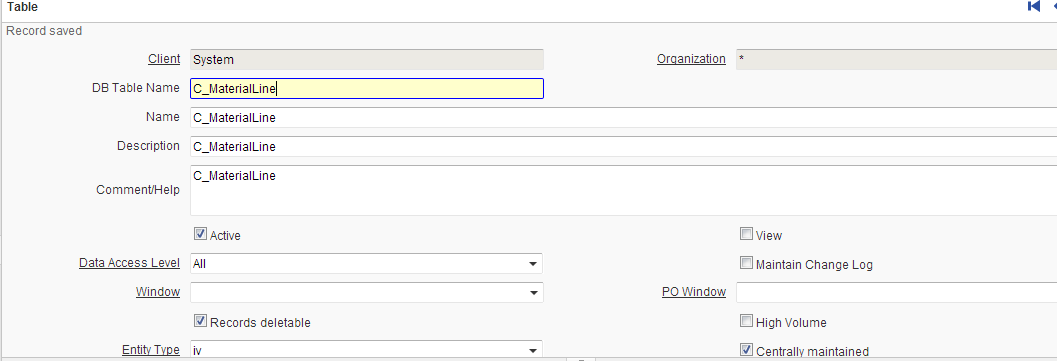 Table
Record saved
Client System Organization *
DB Table Name C_MaterialLine
Name C_MaterialLine
Description C_MaterialLine
Comment/Help C_MaterialLine
Active View
Data Access Level All Maintain Change Log
Window PO Window
Records deletable High Volume
Entity Type iv Centrally maintained